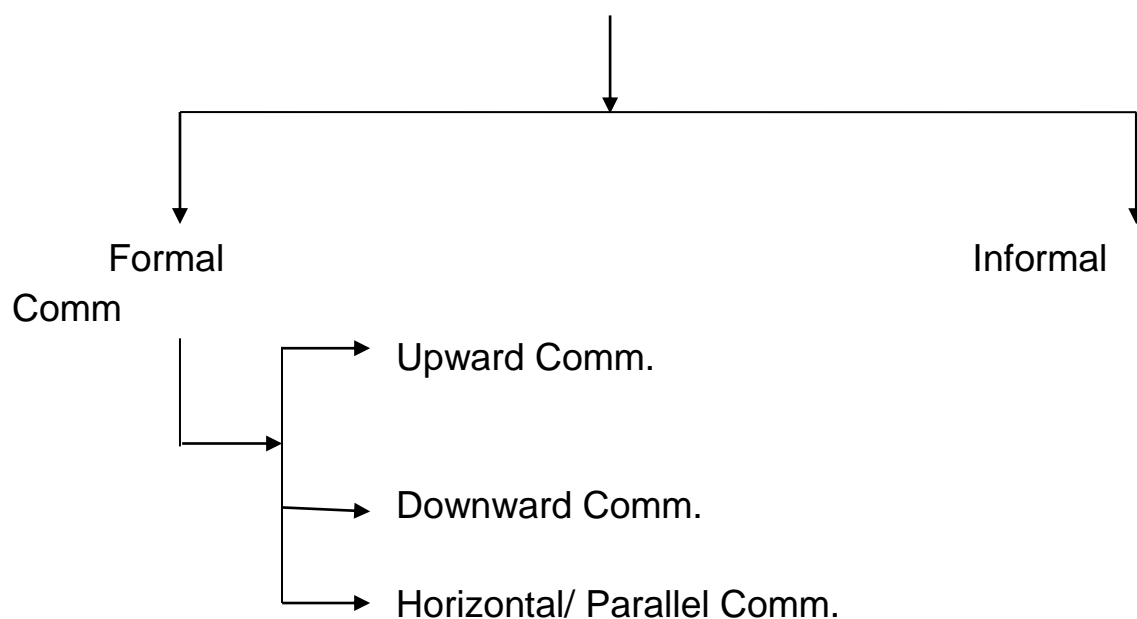 Formal Informal
Comm
Upward Comm.
Downward Comm.
Horizontal/ Parallel Comm.